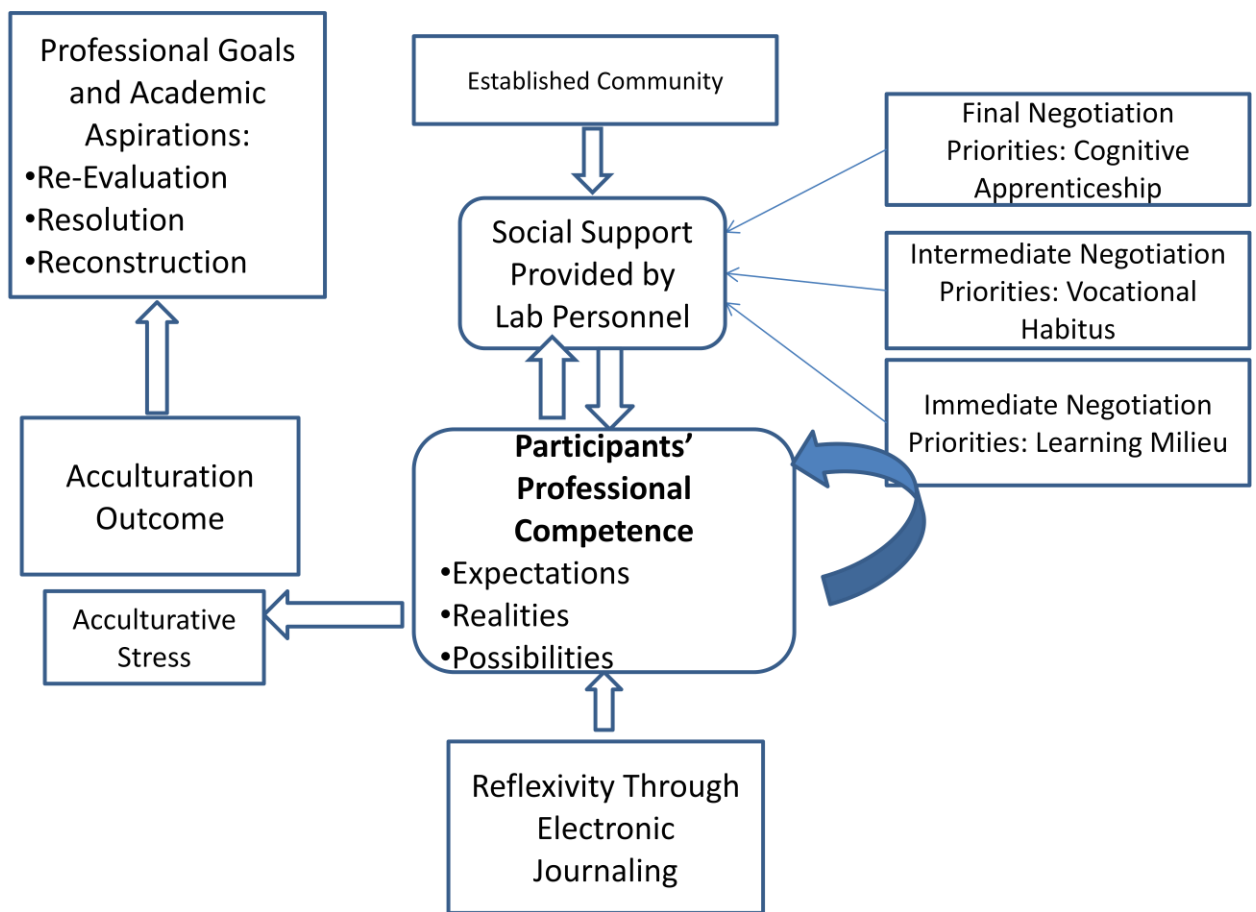 Professional Goals
and Academic
Aspirations:
•Re-Evaluation
•Resolution
•Reconstruction
Established Community
Final Negotiation
Priorities: Cognitive
Apprenticeship
Social Support
Provided by
Lab Personnel
Intermediate Negotiation
Priorities: Vocational
Habitus
Immediate Negotiation
Priorities: Learning Milieu
Acculturation
Outcome
Participants’
Professional
Competence
•Expectations
•Realities
•Possibilities
Acculturative
Stress
Reflexivity Through
Electronic
Journaling